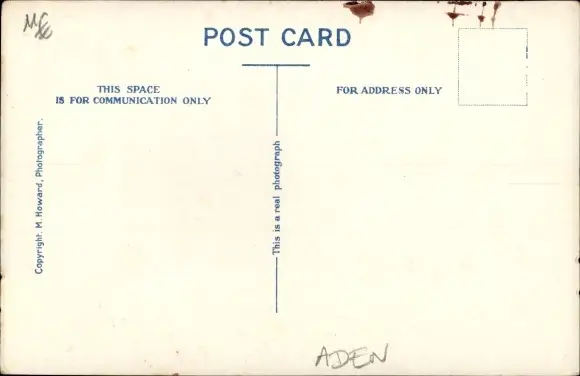 POST CARD
THIS SPACE
IS FOR COMMUNICATION ONLY
FOR ADDRESS ONLY
Copyright. M. Howard, Photographer.
This is a real photograph
ADEN